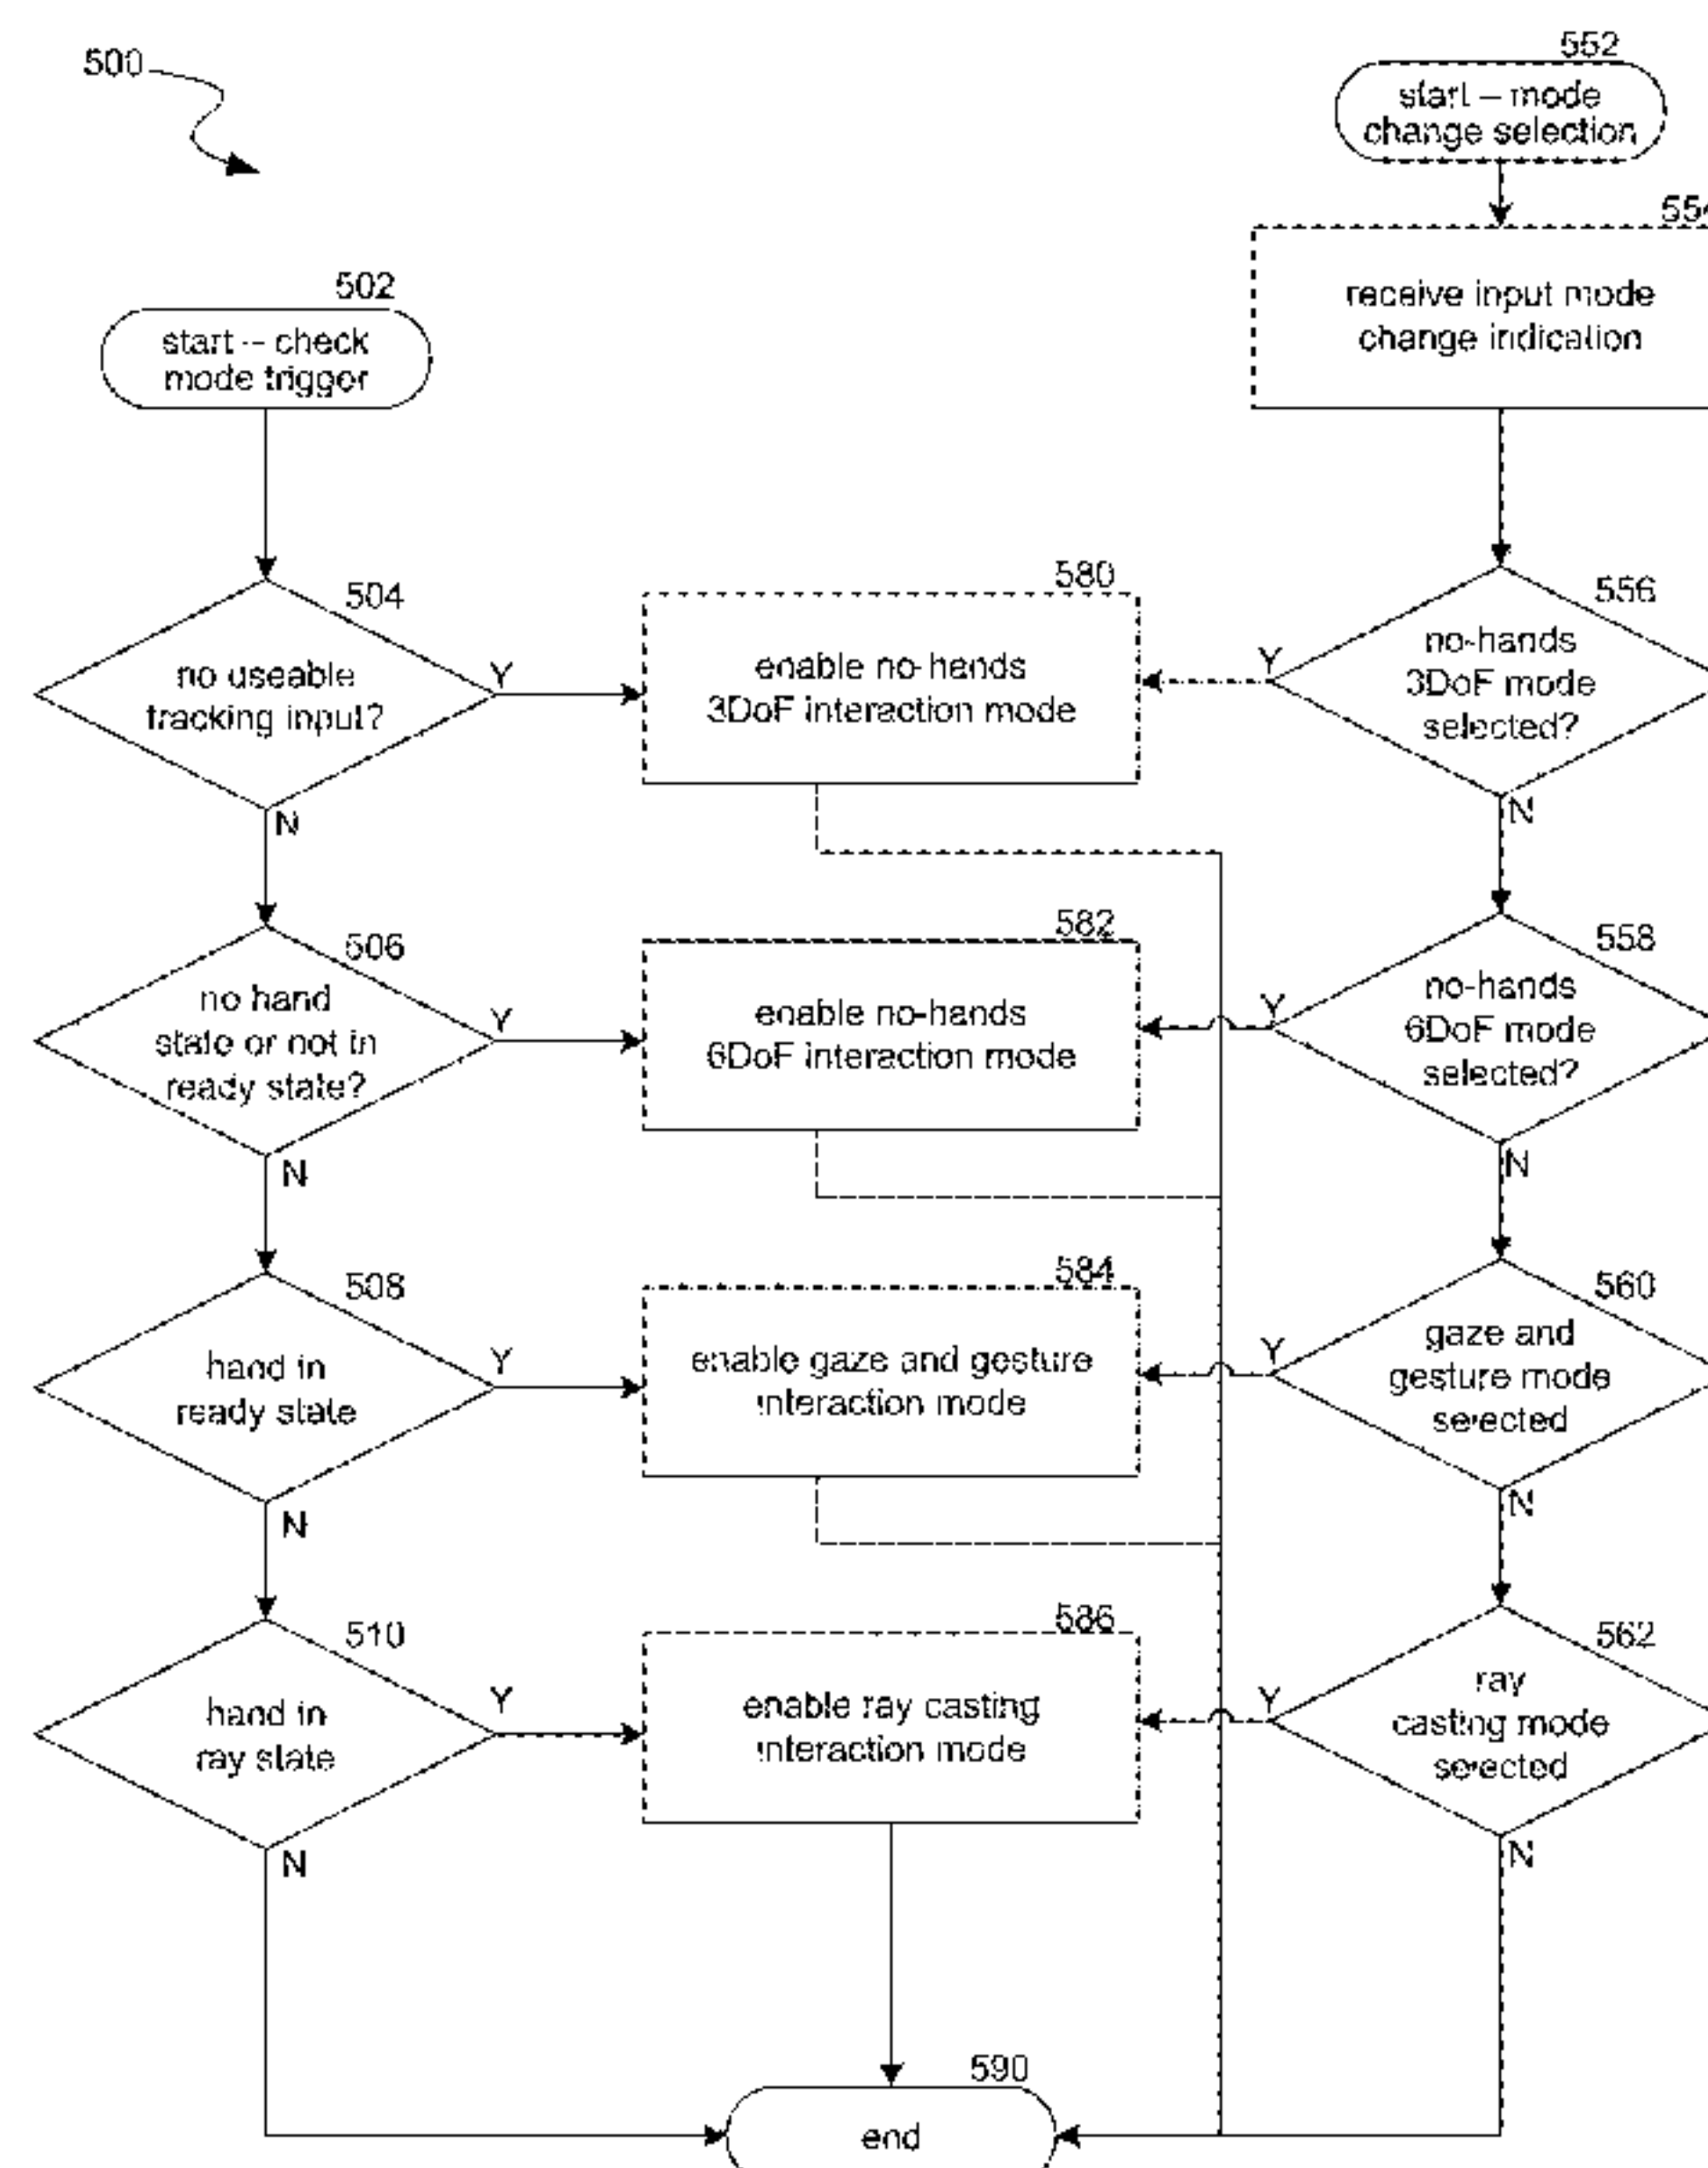 500
552
start – mode
change selection
554
receive input mode
change indication
502
start – check
mode trigger
504
no useable
tracking input?
Y
N
580
enable no-hands
3DoF interaction mode
556
no-hands
3DoF mode
selected?
Y
N
506
no hand
state or not in
ready state?
Y
N
582
enable no-hands
6DoF interaction mode
558
no-hands
6DoF mode
selected?
Y
N
508
hand in
ready state
Y
N
584
enable gaze and gesture
interaction mode
560
gaze and
gesture mode
selected
Y
N
510
hand in
ray state
Y
N
586
enable ray casting
interaction mode
562
ray
casting mode
selected
Y
N
590
end